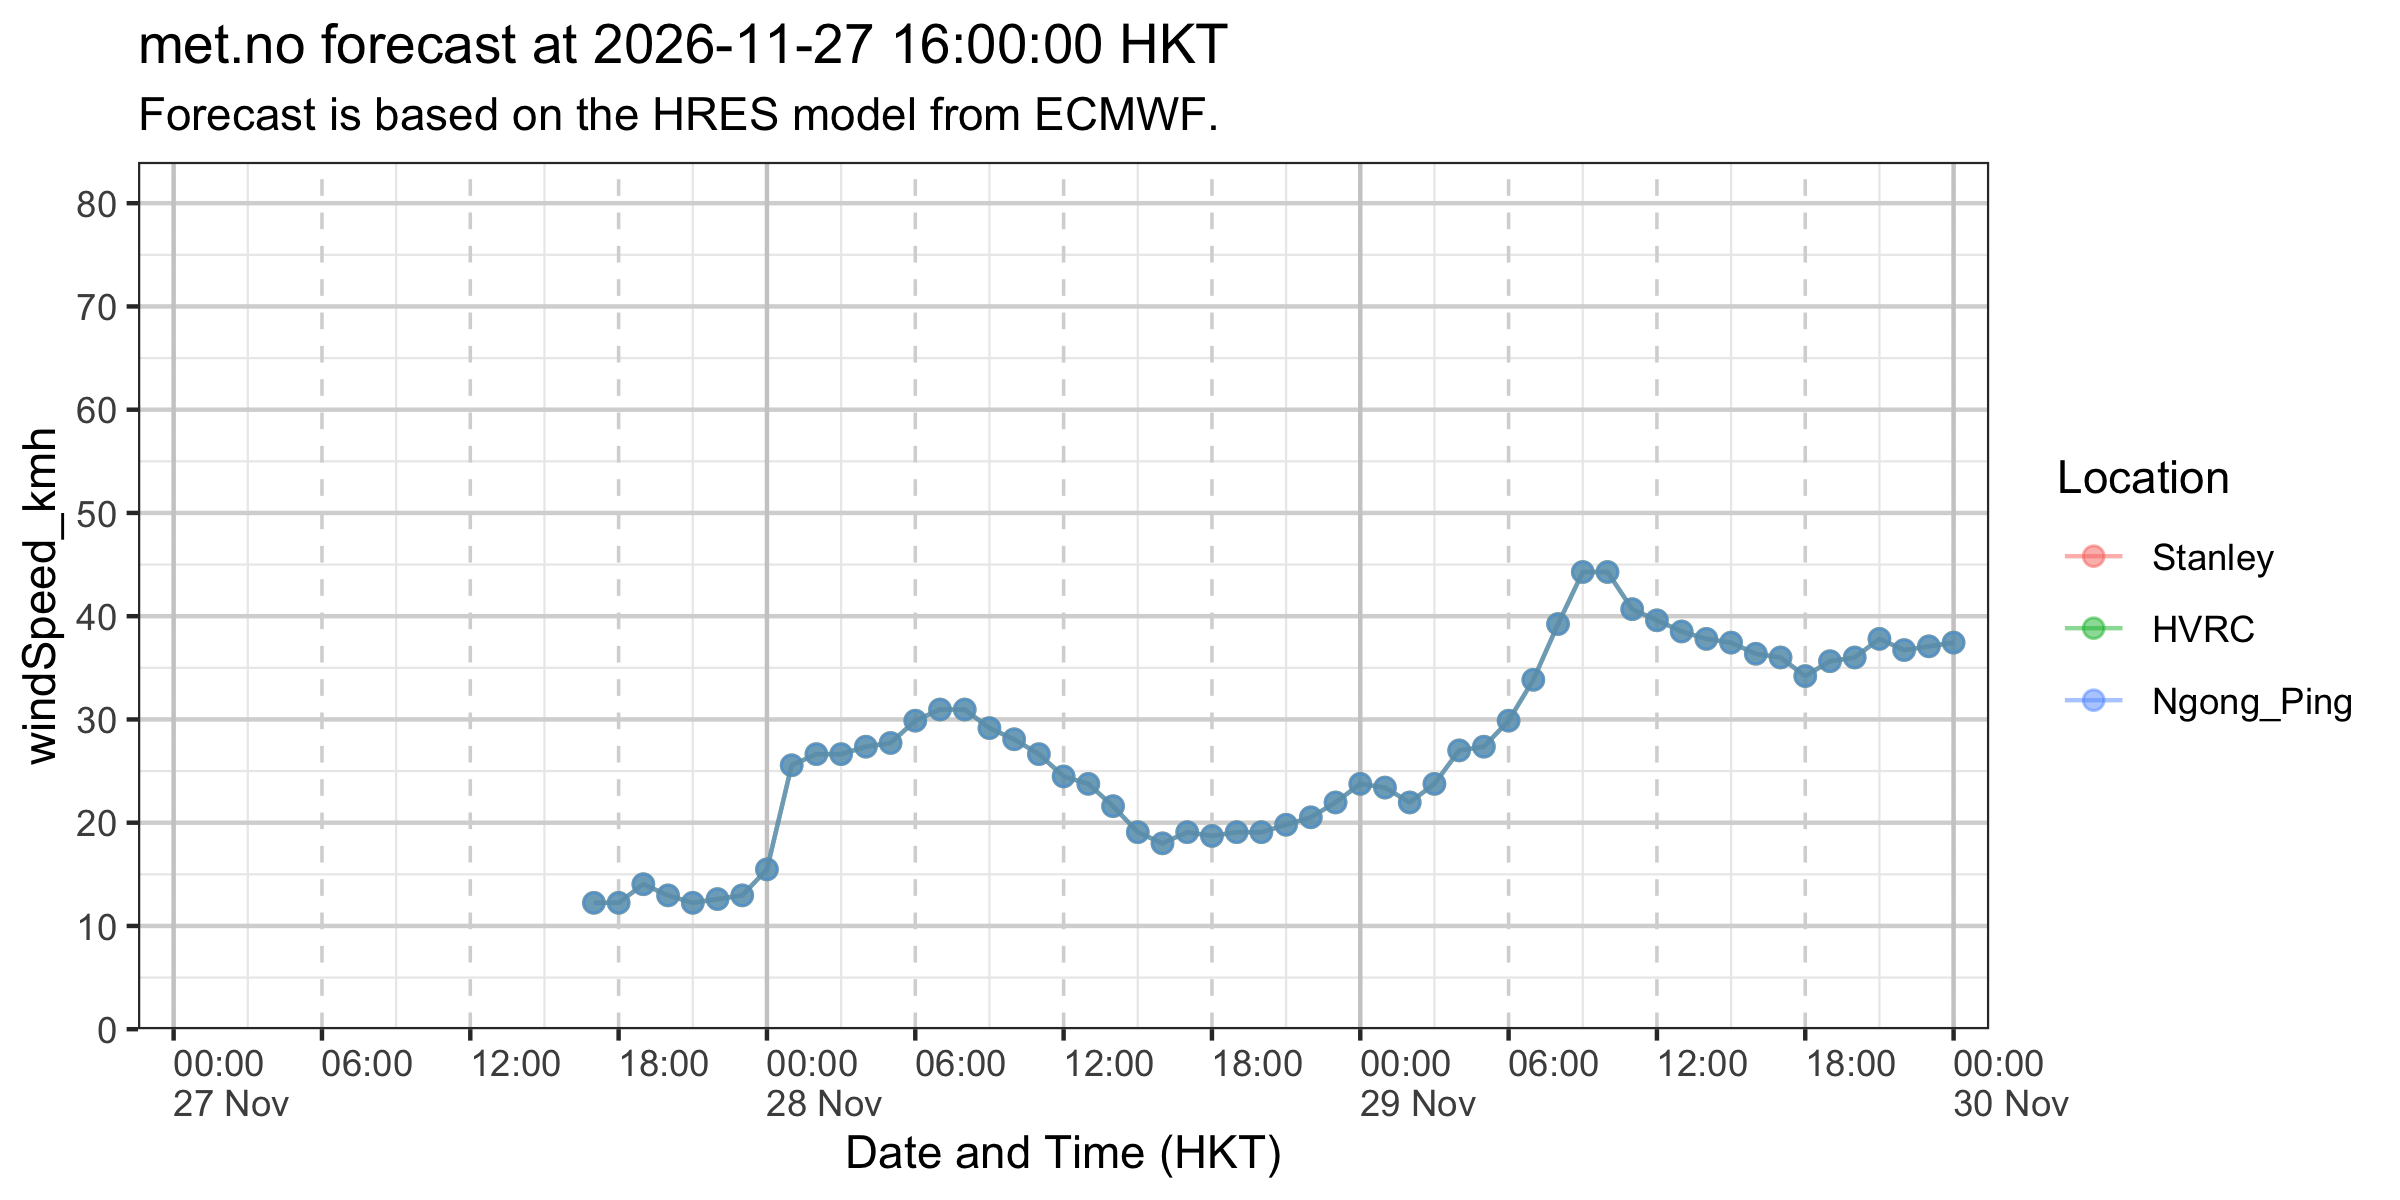 met.no forecast at 2026-11-27 16:00:00 HKT
Forecast is based on the HRES model from ECMWF.
windSpeed_kmh
80
70
60
50
40
30
20
10
0
00:00 06:00 12:00 18:00 00:00 06:00 12:00 18:00 00:00 06:00 12:00 18:00 00:00
27 Nov 28 Nov 29 Nov 30 Nov
Date and Time (HKT)
Location
Stanley
HVRC
Ngong_Ping